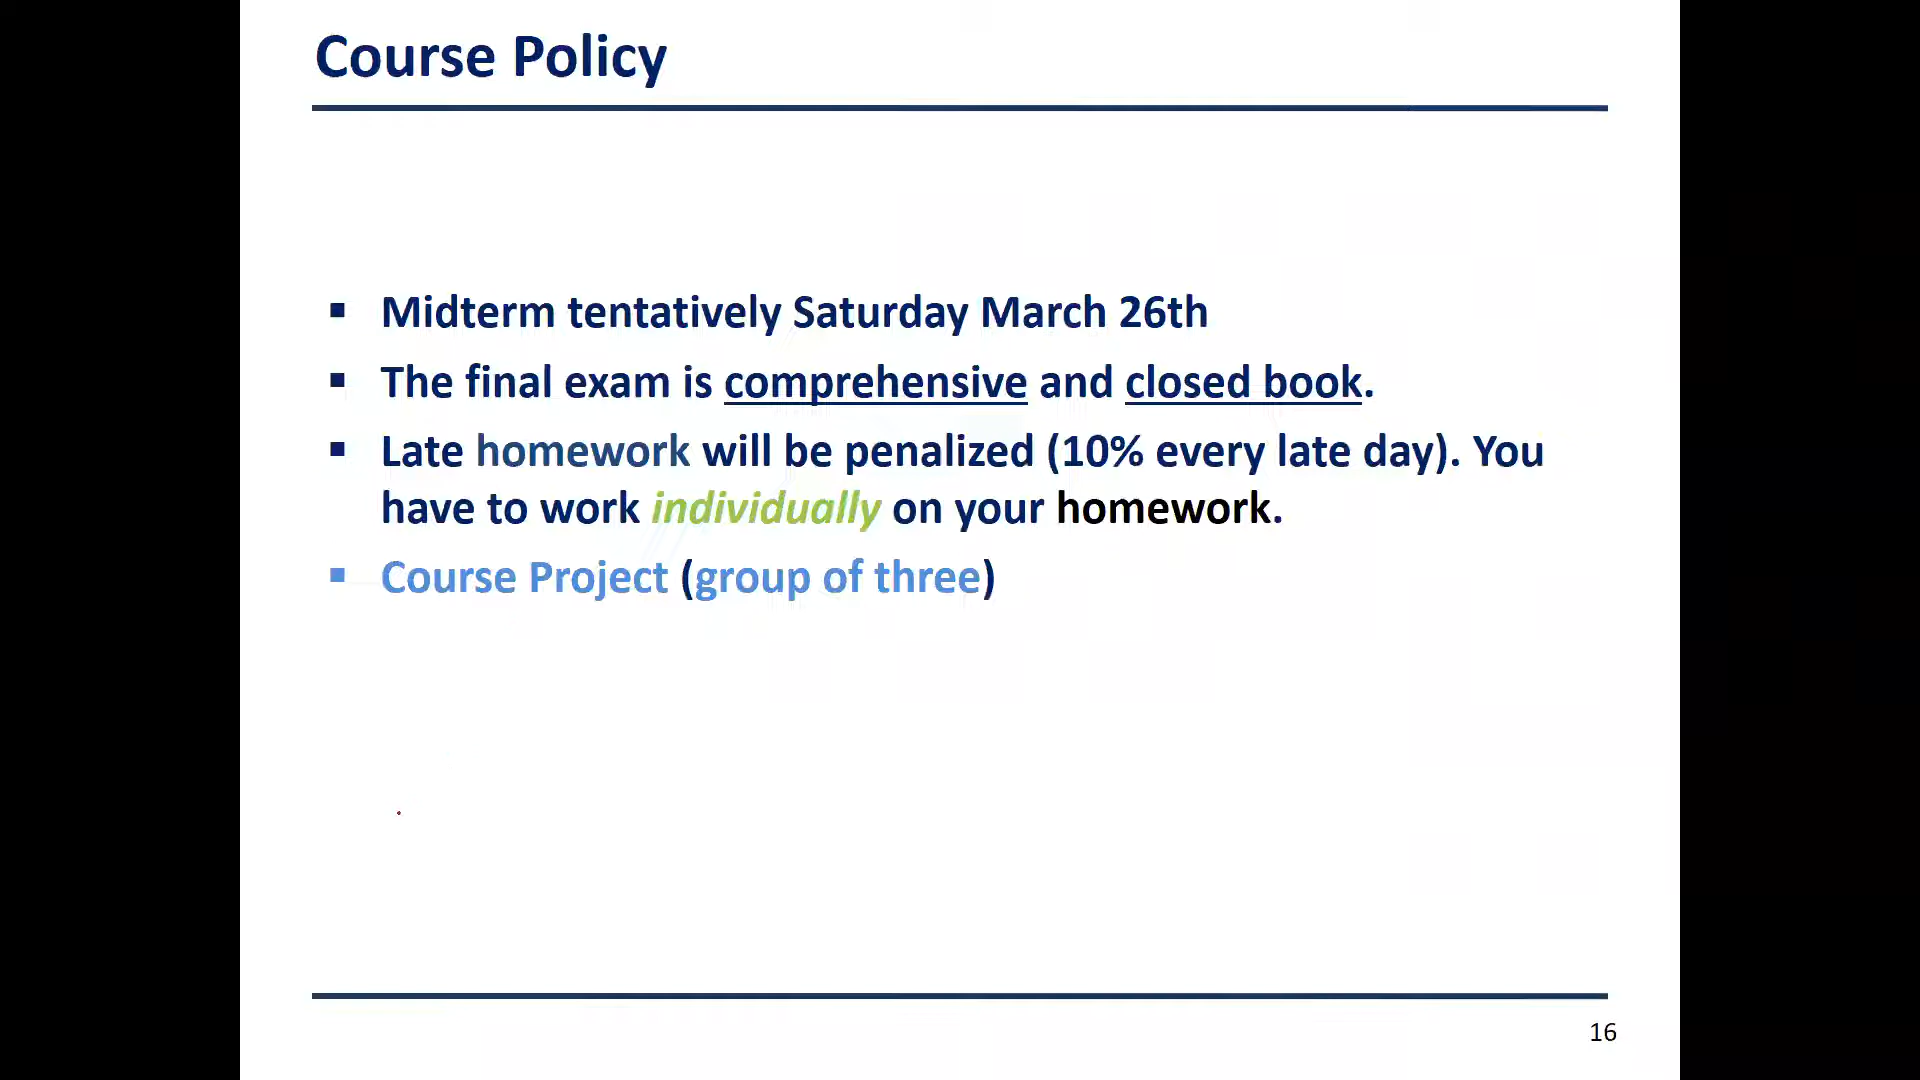 Course Policy
▪ Midterm tentatively Saturday March 26th
▪ The final exam is comprehensive and closed book.
▪ Late homework will be penalized (10% every late day). You
have to work individually on your homework.
▪ Course Project (group of three)
16